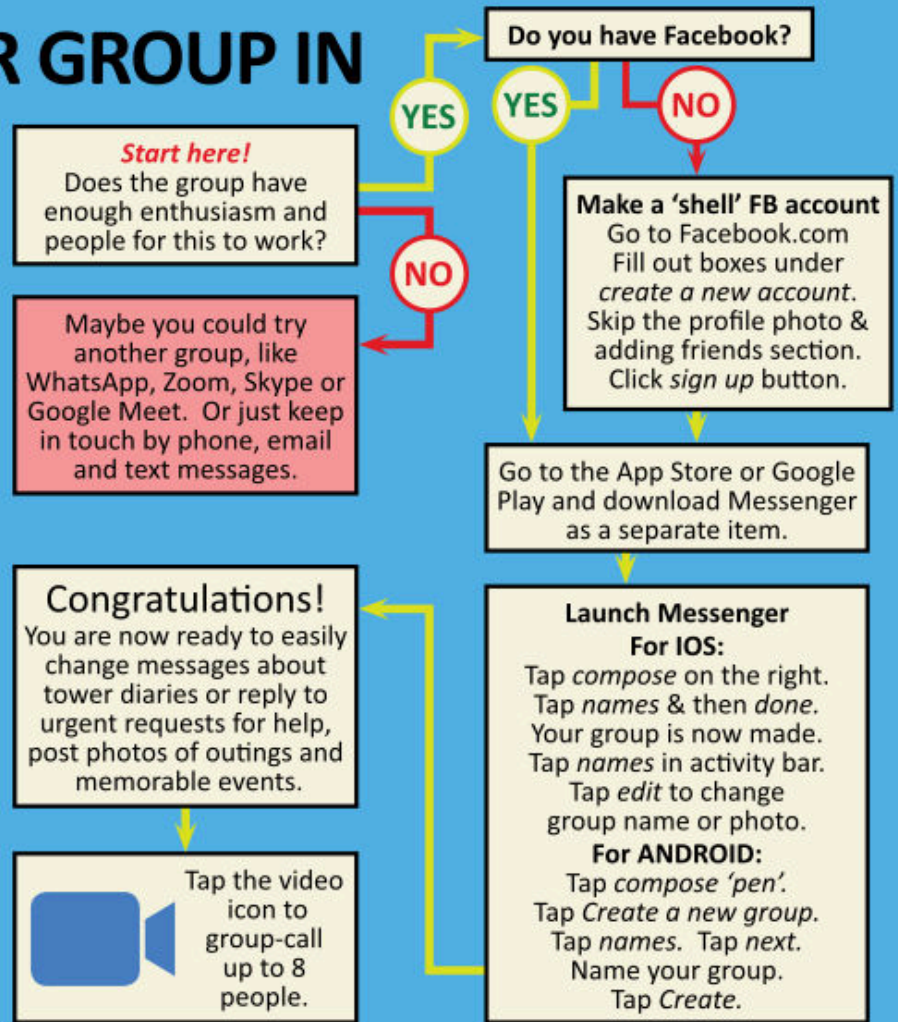 R GROUP IN
Start here!
Does the group have
enough enthusiasm and
people for this to work?
YES
NO
Maybe you could try
another group, like
WhatsApp, Zoom, Skype or
Google Meet.  Or just keep
in touch by phone, email
and text messages.
Do you have Facebook?
YES
NO
Make a ‘shell’ FB account
Go to Facebook.com
Fill out boxes under
create a new account.
Skip the profile photo &
adding friends section.
Click sign up button.
Go to the App Store or Google
Play and download Messenger
as a separate item.
Launch Messenger
For IOS:
Tap compose on the right.
Tap names & then done.
Your group is now made.
Tap names in activity bar.
Tap edit to change
group name or photo.
For ANDROID:
Tap compose ‘pen’.
Tap Create a new group.
Tap names.  Tap next.
Name your group.
Tap Create.
Congratulations!
You are now ready to easily
change messages about
tower diaries or reply to
urgent requests for help,
post photos of outings and
memorable events.
Tap the video
icon to
group-call
up to 8
people.